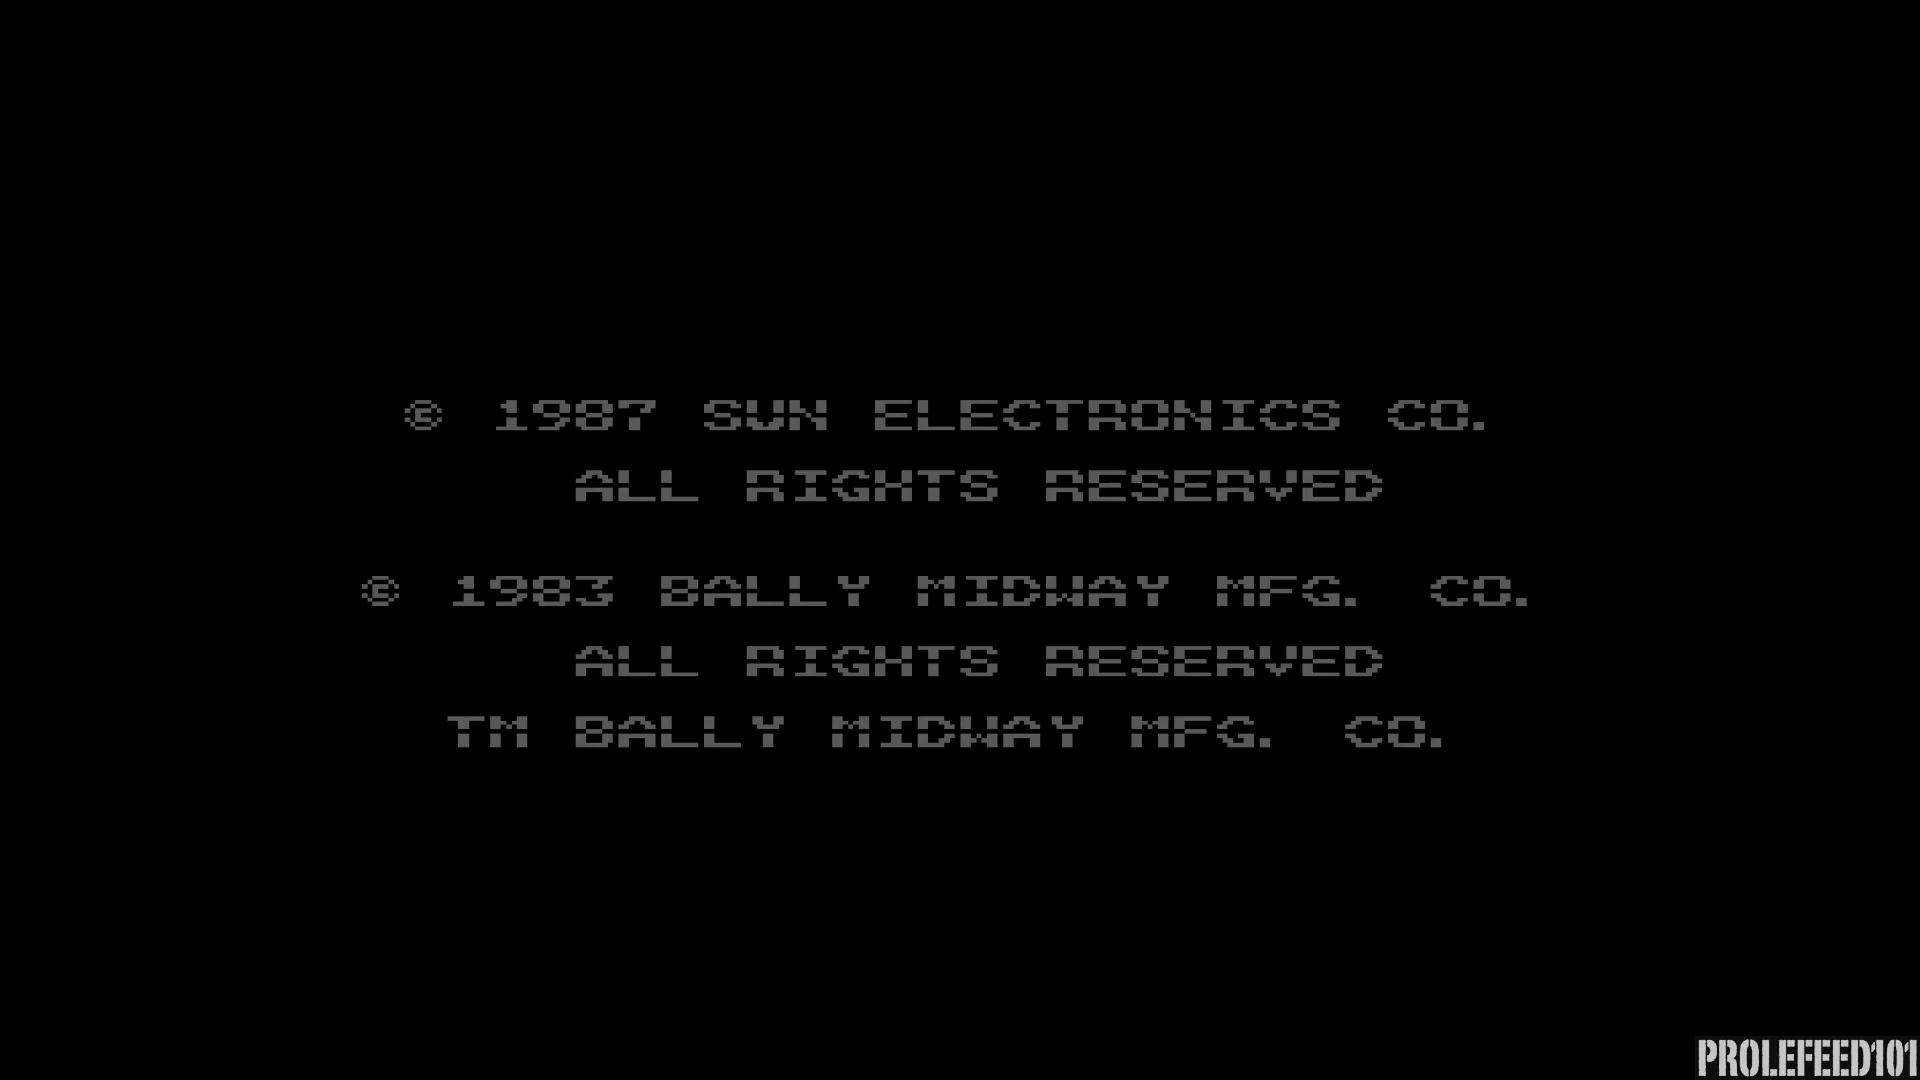 © 1987 SUN ELECTRONICS CO.
ALL RIGHTS RESERVED
© 1983 BALLY MIDWAY MFG. CO.
ALL RIGHTS RESERVED
TM BALLY MIDWAY MFG. CO.
PROLEFEED101